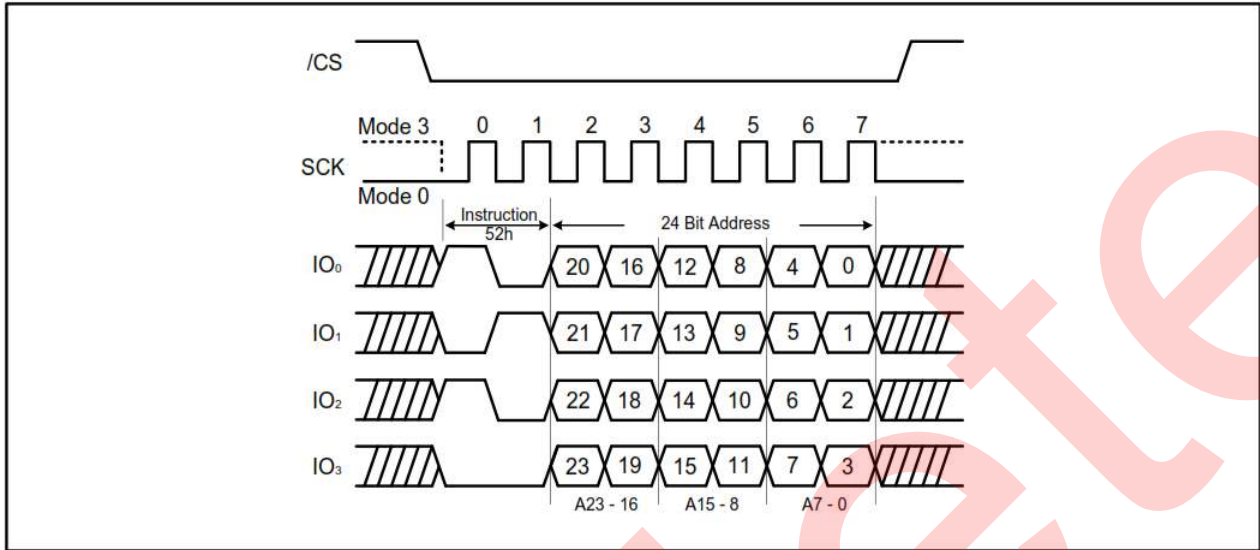 /CS
Mode 3 0 1 2 3 4 5 6 7
SCK
Mode 0
Instruction
52h
24 Bit Address
IO₀ 20 16 12 8 4 0
IO₁ 21 17 13 9 5 1
IO₂ 22 18 14 10 6 2
IO₃ 23 19 15 11 7 3
A23 - 16 A15 - 8 A7 - 0
ete